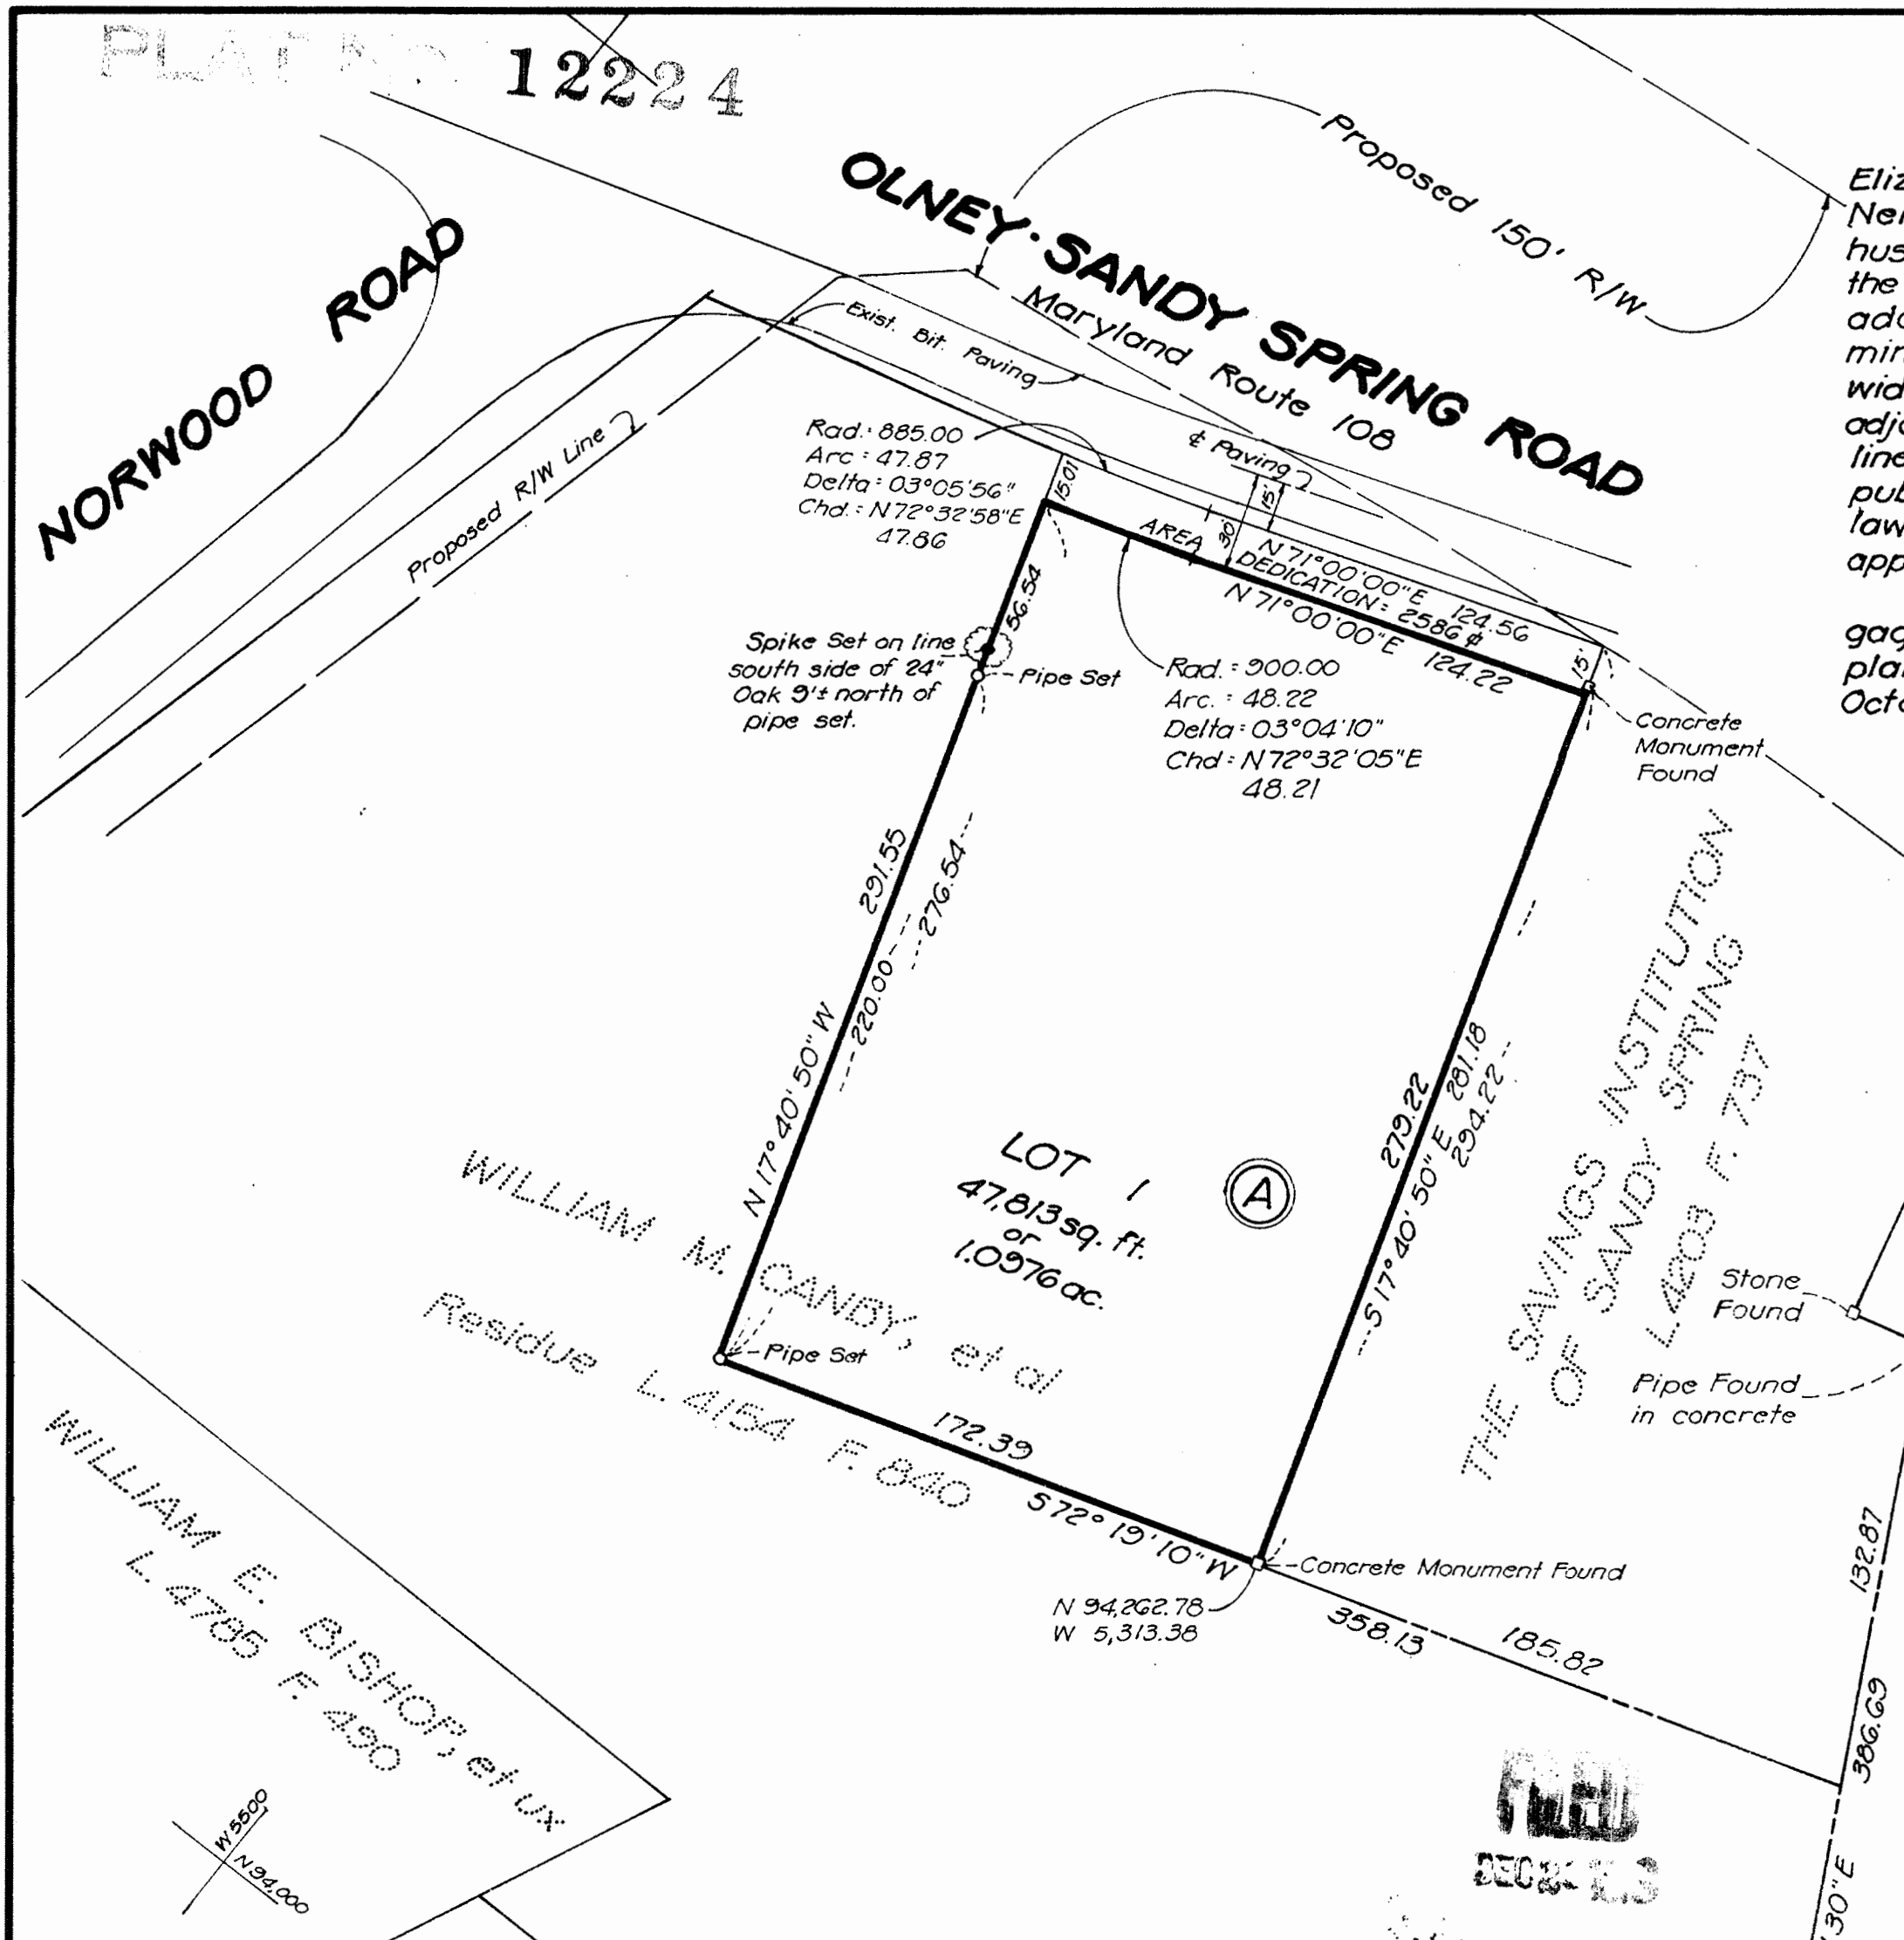 PLAT NO. 12224
OLNEY-SANDY SPRING ROAD
Maryland Route 108
Proposed 150' R/W
NORWOOD ROAD
Proposed R/W Line
Exist. Bit. Paving
℄ Paving
Rad.: 885.00
Arc : 47.87
Delta : 03°05'56"
Chd. : N72°32'58"E
47.86
15.01
15'
30'
AREA
N 71°00'00"E 124.56
DEDICATION = 2586 ⌗
N 71°00'00"E 124.22
15'
56.54
Spike Set on line
south side of 24"
Oak 9'± north of
pipe set.
Pipe Set
Rad. : 900.00
Arc. : 48.22
Delta : 03°04'10"
Chd : N72°32'05"E
48.21
Concrete
Monument
Found
Eliz
Nel
hus
the
add
min
wid
adjo
line
pub
law
app
gag
plan
Octo
291.55
276.54
220.00
N 17° 40' 50" W
279.22
S 17° 40' 50" E 281.18
294.22
LOT 1
47,813 sq. ft.
or
1.0976 ac.
A
THE SAVINGS INSTITUTION
OF SANDY SPRING
L. 4203 F. 737
WILLIAM M. CANBY, et al
Residue L. 4154 F. 840
Pipe Set
172.39
S 72° 19' 10" W
Stone
Found
Pipe Found
in concrete
Concrete Monument Found
N 94,262.78
W 5,313.38
358.13
185.82
132.87
386.69
30"E
WILLIAM E. BISHOP, et ux
L. 4785 F. 490
W 5500
N 94,000
FILED